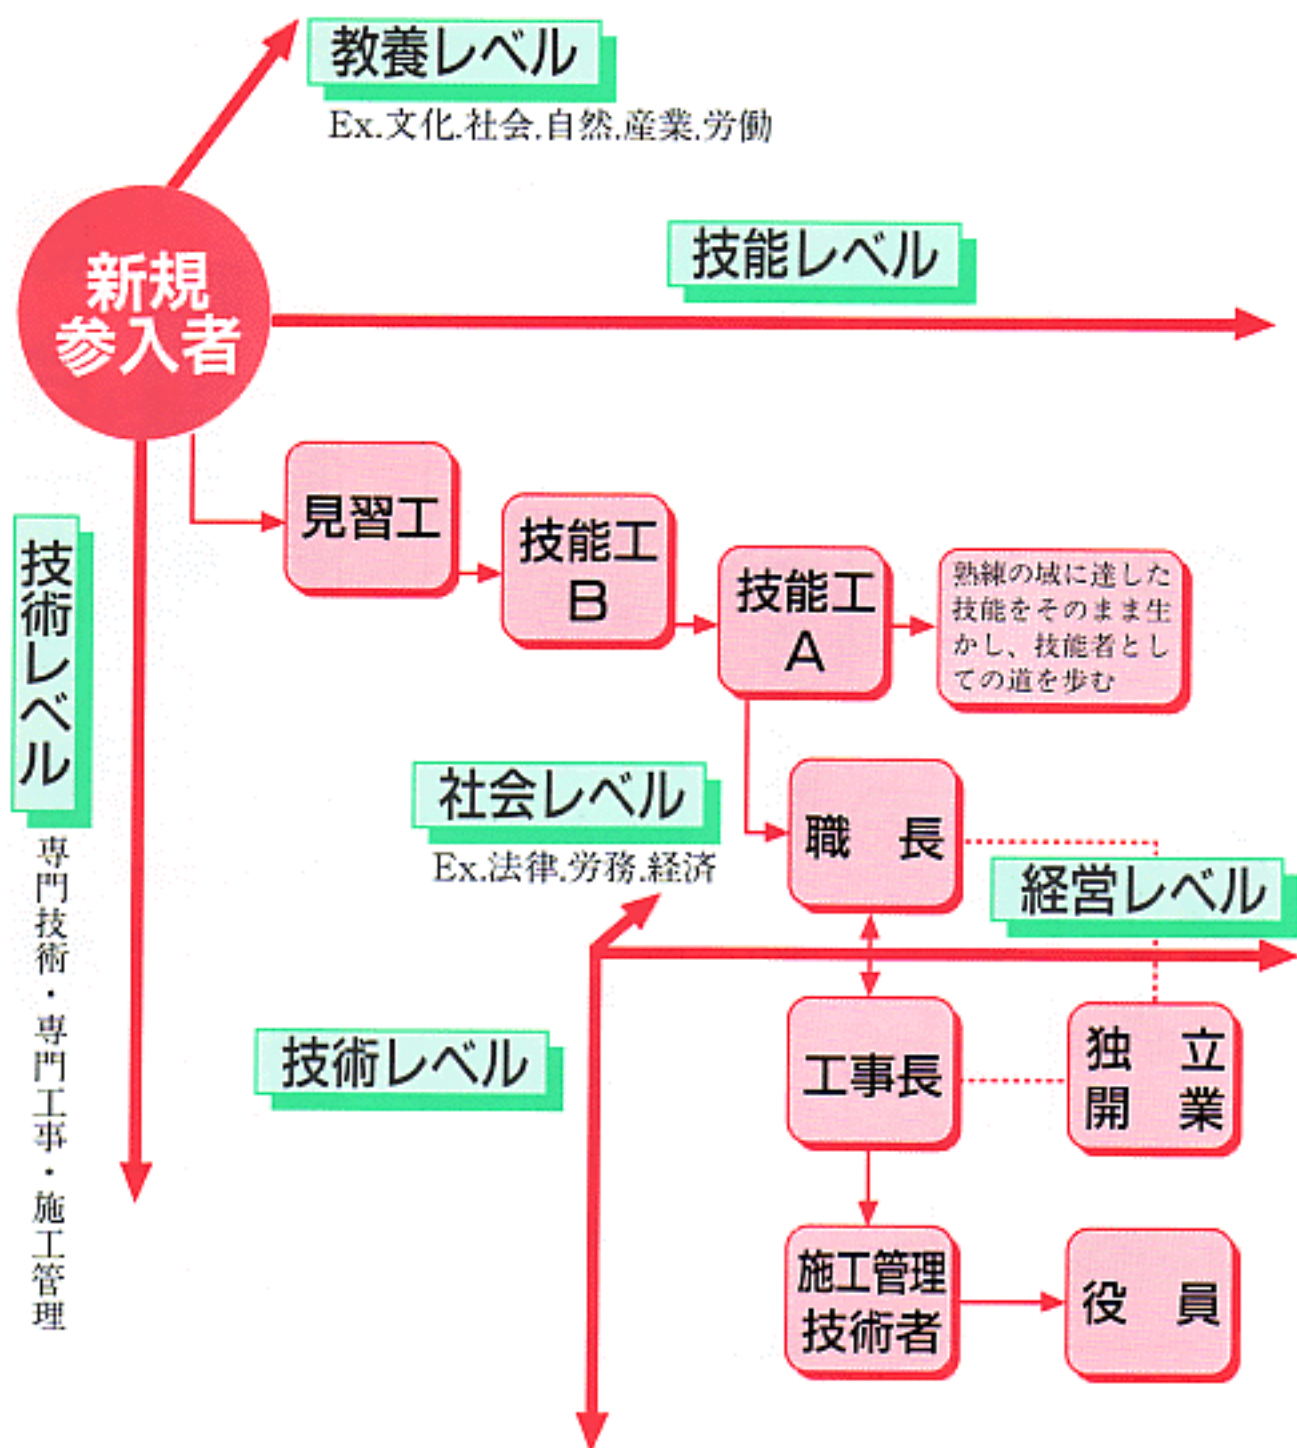 教養レベル
Ex.文化.社会.自然.産業.労働
新規
参入者
技能レベル
見習工
技能工
B
技能工
A
熟練の域に達した
技能をそのまま生
かし、技能者とし
ての道を歩む
技術レベル
専門技術・専門工事・施工管理
社会レベル
Ex.法律.労務.経済
職　長
経営レベル
技術レベル
工事長
独　立
開　業
施工管理
技術者
役　員